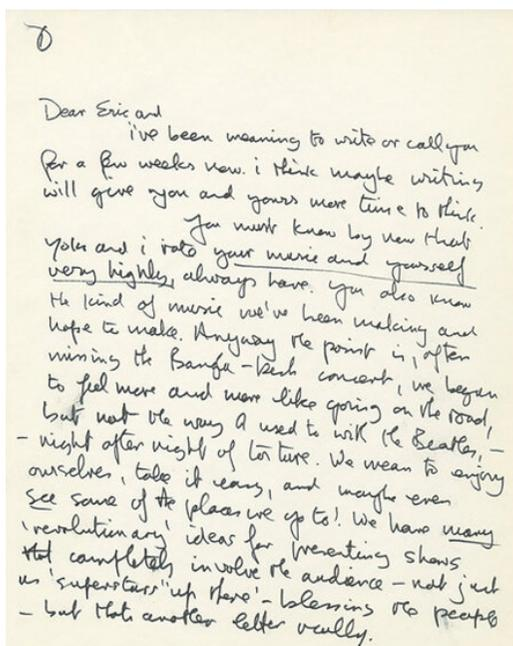 Dear Eric and
i've been meaning to write or call you
for a few weeks now. i think maybe writing
will give you and yours more time to think.
You must know by now that
Yoko and i rate your music and yourself
very highly, always have. You also know
the kind of music we've been making and
hope to make. Anyway the point is, after
missing the Bangla-Desh concert, we began
to feel more and more like going on the road,
but not the way I used to with the Beatles, –
– night after night of torture. We mean to enjoy
ourselves, take it easy, and maybe even
see some of the places we go to! We have many
'revolutionary' ideas for presenting shows
that completely involve the audience – not just
as 'superstars' up there' – blessing the people
– but thats another letter really.